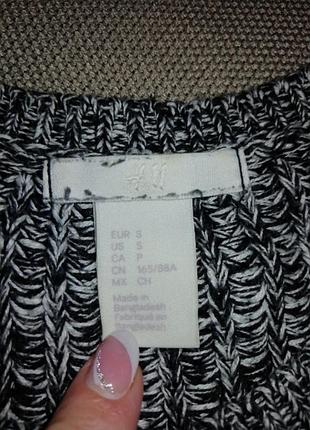 H&M
EUR S
US S
CA P
CN 165/88A
MX CH
Made in
Bangladesh
Fabriqué au
Bangladesh